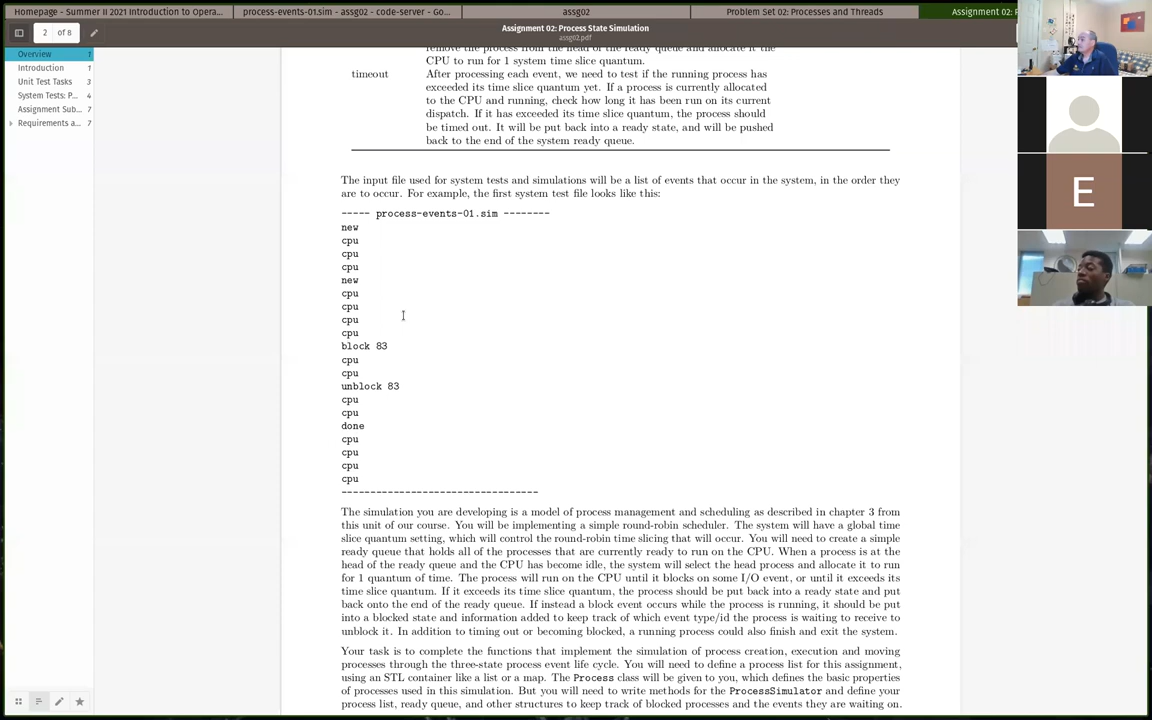 Homepage - Summer II 2021 Introduction to Opera...
process-events-01.sim - assg02 - code-server - Go...
assg02
Problem Set 02: Processes and Threads
Assignment 02: P
2 of 8
Assignment 02: Process State Simulation
assg02.pdf
Overview 1
Introduction 1
Unit Test Tasks 3
System Tests: P... 4
Assignment Sub... 7
Requirements a... 7
remove the process from the head of the ready queue and allocate it the
CPU to run for 1 system time slice quantum.
timeout After processing each event, we need to test if the running process has
exceeded its time slice quantum yet. If a process is currently allocated
to the CPU and running, check how long it has been run on its current
dispatch. If it has exceeded its time slice quantum, the process should
be timed out. It will be put back into a ready state, and will be pushed
back to the end of the system ready queue.
The input file used for system tests and simulations will be a list of events that occur in the system, in the order they
are to occur. For example, the first system test file looks like this:
----- process-events-01.sim --------
new
cpu
cpu
cpu
new
cpu
cpu
cpu
cpu
block 83
cpu
cpu
unblock 83
cpu
cpu
done
cpu
cpu
cpu
cpu
----------------------------------
The simulation you are developing is a model of process management and scheduling as described in chapter 3 from
this unit of our course. You will be implementing a simple round-robin scheduler. The system will have a global time
slice quantum setting, which will control the round-robin time slicing that will occur. You will need to create a simple
ready queue that holds all of the processes that are currently ready to run on the CPU. When a process is at the
head of the ready queue and the CPU has become idle, the system will select the head process and allocate it to run
for 1 quantum of time. The process will run on the CPU until it blocks on some I/O event, or until it exceeds its
time slice quantum. If it exceeds its time slice quantum, the process should be put back into a ready state and put
back onto the end of the ready queue. If instead a block event occurs while the process is running, it should be put
into a blocked state and information added to keep track of which event type/id the process is waiting to receive to
unblock it. In addition to timing out or becoming blocked, a running process could also finish and exit the system.
Your task is to complete the functions that implement the simulation of process creation, execution and moving
processes through the three-state process event life cycle. You will need to define a process list for this assignment,
using an STL container like a list or a map. The Process class will be given to you, which defines the basic properties
of processes used in this simulation. But you will need to write methods for the ProcessSimulator and define your
process list, ready queue, and other structures to keep track of blocked processes and the events they are waiting on.
E